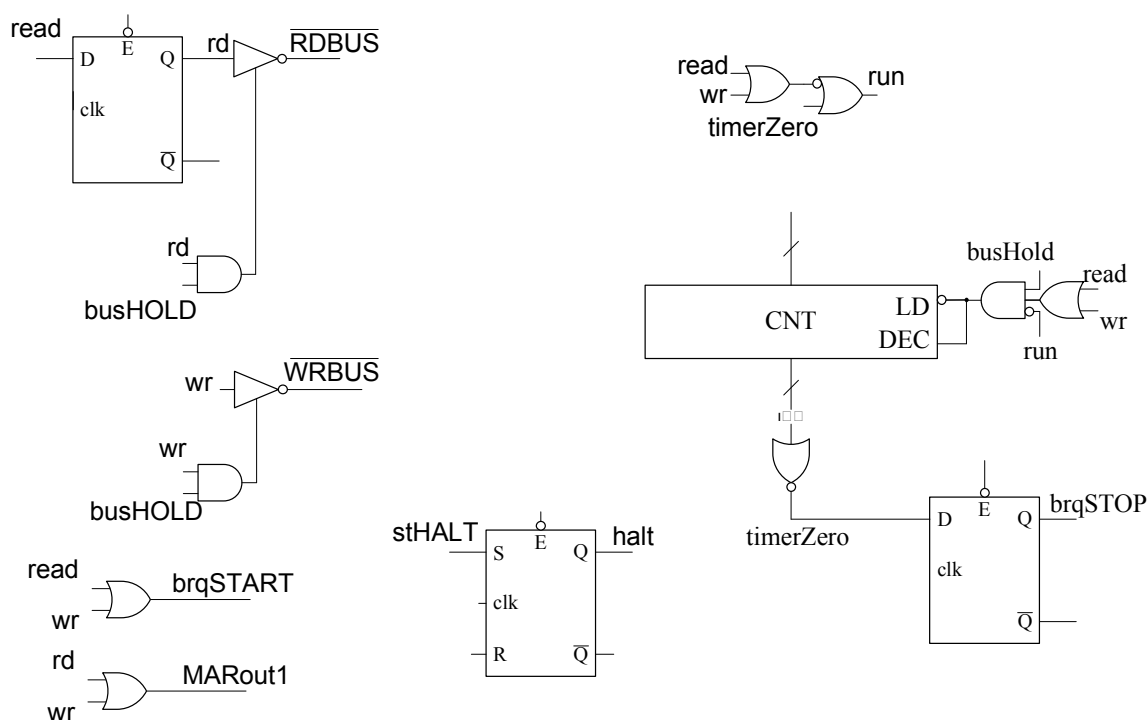 read
D
E
Q
clk
Q
rd
RDBUS
rd
busHOLD
wr
WRBUS
wr
busHOLD
read
wr
brqSTART
rd
wr
MARout1
stHALT
S
E
Q
halt
clk
R
Q
read
wr
timerZero
run
CNT
LD
DEC
busHold
read
wr
run
timerZero
D
E
Q
brqSTOP
clk
Q